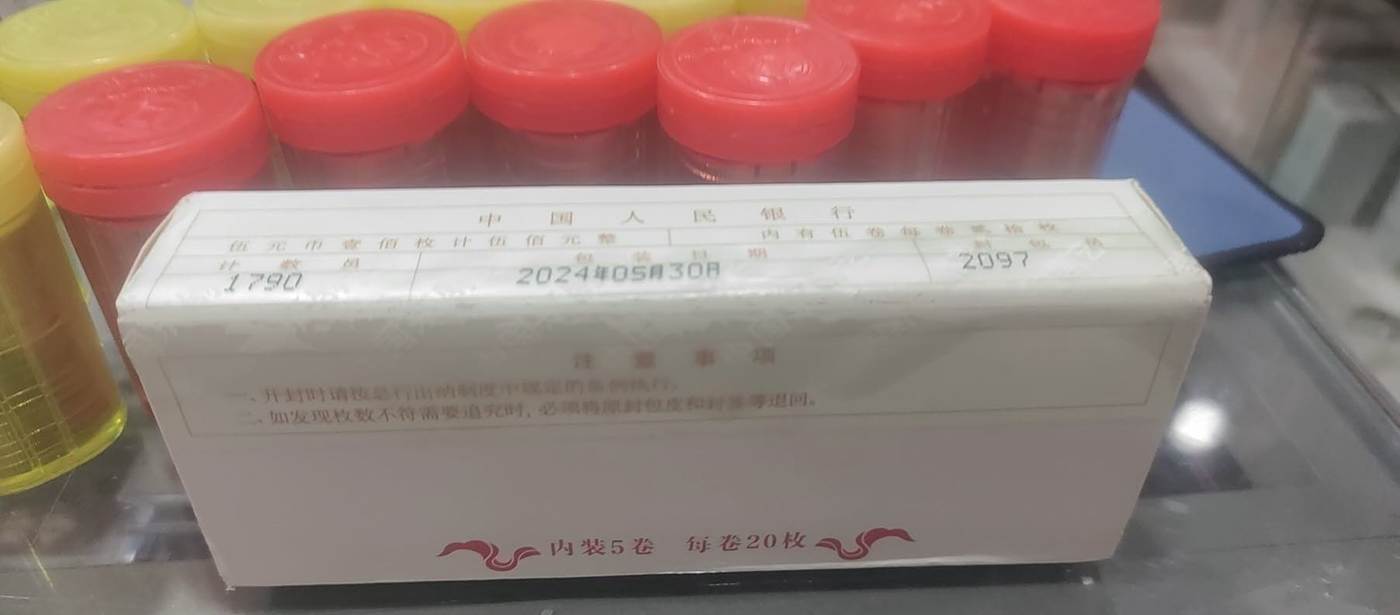 中国人民银行
伍元币壹佰枚计伍佰元整 内有伍卷每卷贰拾枚
计数员 包装日期 封包员
1790 2024年05月30日 2097
注意事项
一、开封时请按总行出纳制度中规定的条例执行。
二、如发现枚数不符需要追究时,必须将原封包皮和封签等退回。
内装5卷 每卷20枚